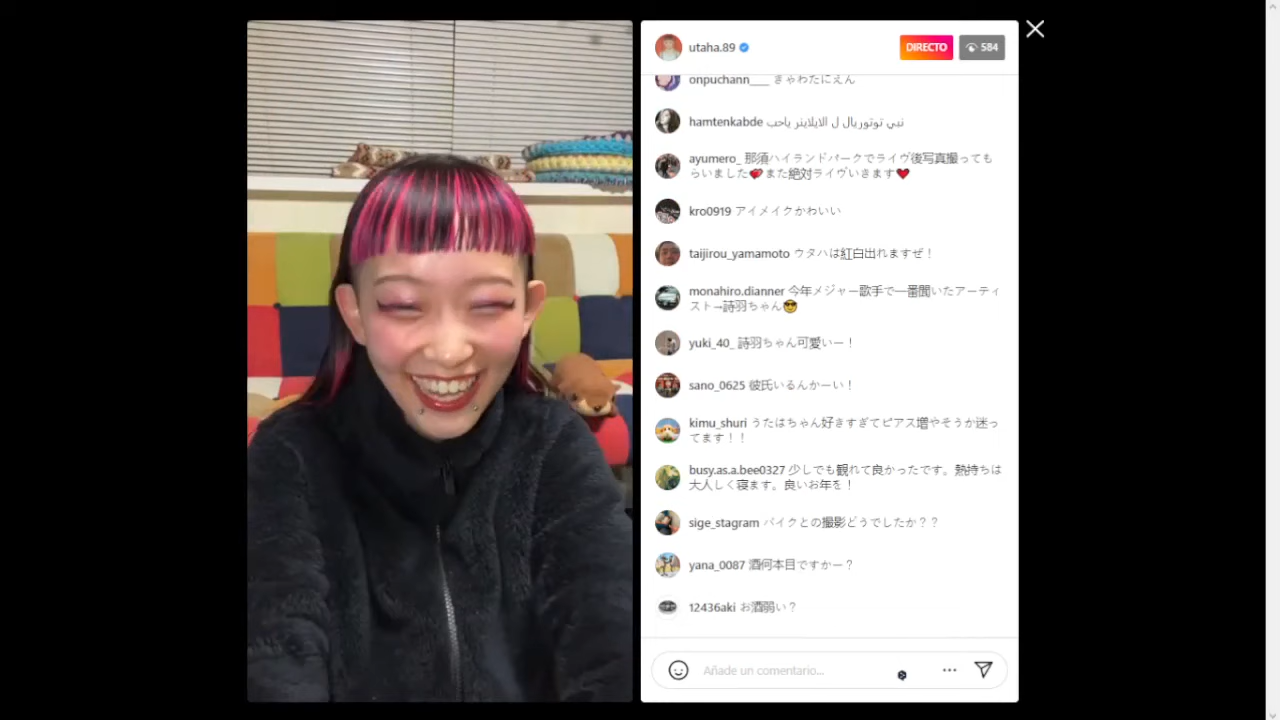 utaha.89
DIRECTO
584
onpuchann___ きゃわたにえん
hamtenkabde نبي توتوريال ل الايلاينر ياحب
ayumero_ 那須ハイランドパークでライヴ後写真撮っても
らいました💕また絶対ライヴいきます❤️
kro0919 アイメイクかわいい
taijirou_yamamoto ウタハは紅白出れますぜ！
monahiro.dianner 今年メジャー歌手で一番聞いたアーティ
スト→詩羽ちゃん😎
yuki_40_ 詩羽ちゃん可愛いー！
sano_0625 彼氏いるんかーい！
kimu_shuri うたはちゃん好きすぎてピアス増やそうか迷っ
てます！！
busy.as.a.bee0327 少しでも観れて良かったです。熱持ちは
大人しく寝ます。良いお年を！
sige_stagram バイクとの撮影どうでしたか？？
yana_0087 酒何本目ですかー？
12436aki お酒弱い？
Añade un comentario...